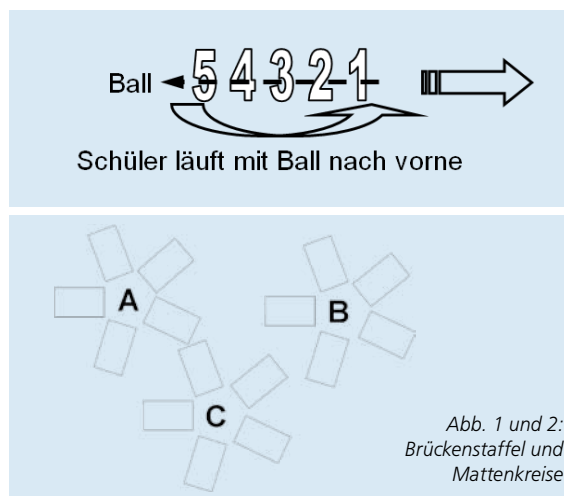 Ball 5 4 3 2 1
Schüler läuft mit Ball nach vorne
A
B
C
Abb. 1 und 2:
Brückenstaffel und
Mattenkreise